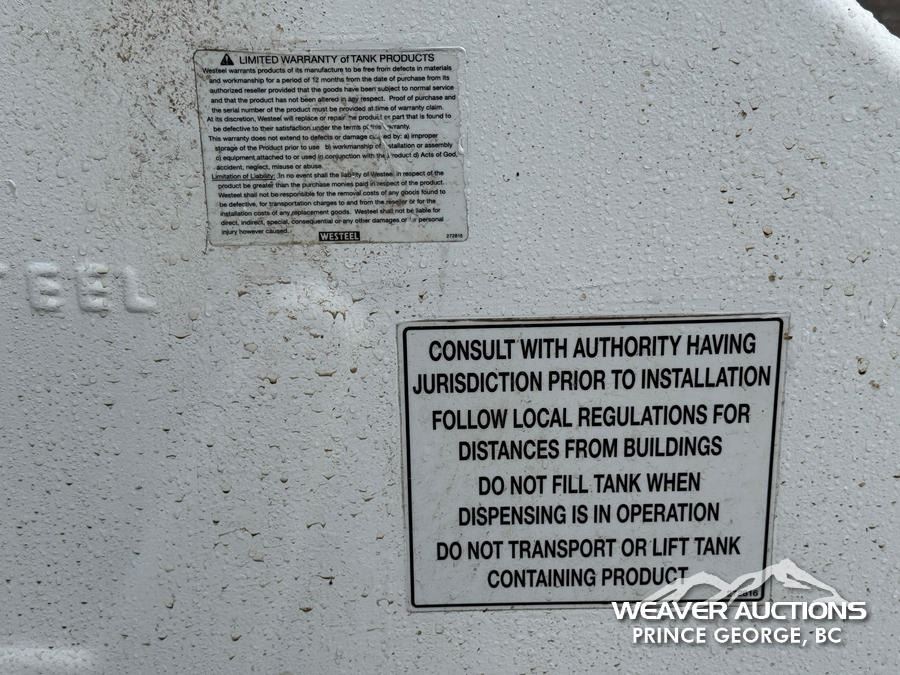 LIMITED WARRANTY of TANK PRODUCTS
Westeel warrants products of its manufacture to be free from defects in materials
and workmanship for a period of 12 months from the date of purchase from its
authorized reseller provided that the goods have been subject to normal service
and that the product has not been altered in any respect. Proof of purchase and
the serial number of the product must be provided at time of warranty claim.
At its discretion, Westeel will replace or repair the product or part that is found to
be defective to their satisfaction under the terms of this warranty.
This warranty does not extend to defects or damage caused by: a) improper
storage of the Product prior to use b) workmanship of installation or assembly
c) equipment attached to or used in conjunction with the product d) Acts of God,
accident, neglect, misuse or abuse.
Limitation of Liability: In no event shall the liability of Westeel in respect of the
product be greater than the purchase monies paid in respect of the product.
Westeel shall not be responsible for the removal costs of any goods found to
be defective, for transportation charges to and from the reseller or for the
installation costs of any replacement goods. Westeel shall not be liable for
direct, indirect, special, consequential or any other damages or for personal
injury however caused.
WESTEEL
272815
TEEL
CONSULT WITH AUTHORITY HAVING
JURISDICTION PRIOR TO INSTALLATION
FOLLOW LOCAL REGULATIONS FOR
DISTANCES FROM BUILDINGS
DO NOT FILL TANK WHEN
DISPENSING IS IN OPERATION
DO NOT TRANSPORT OR LIFT TANK
CONTAINING PRODUCT
WEAVER AUCTIONS
PRINCE GEORGE, BC